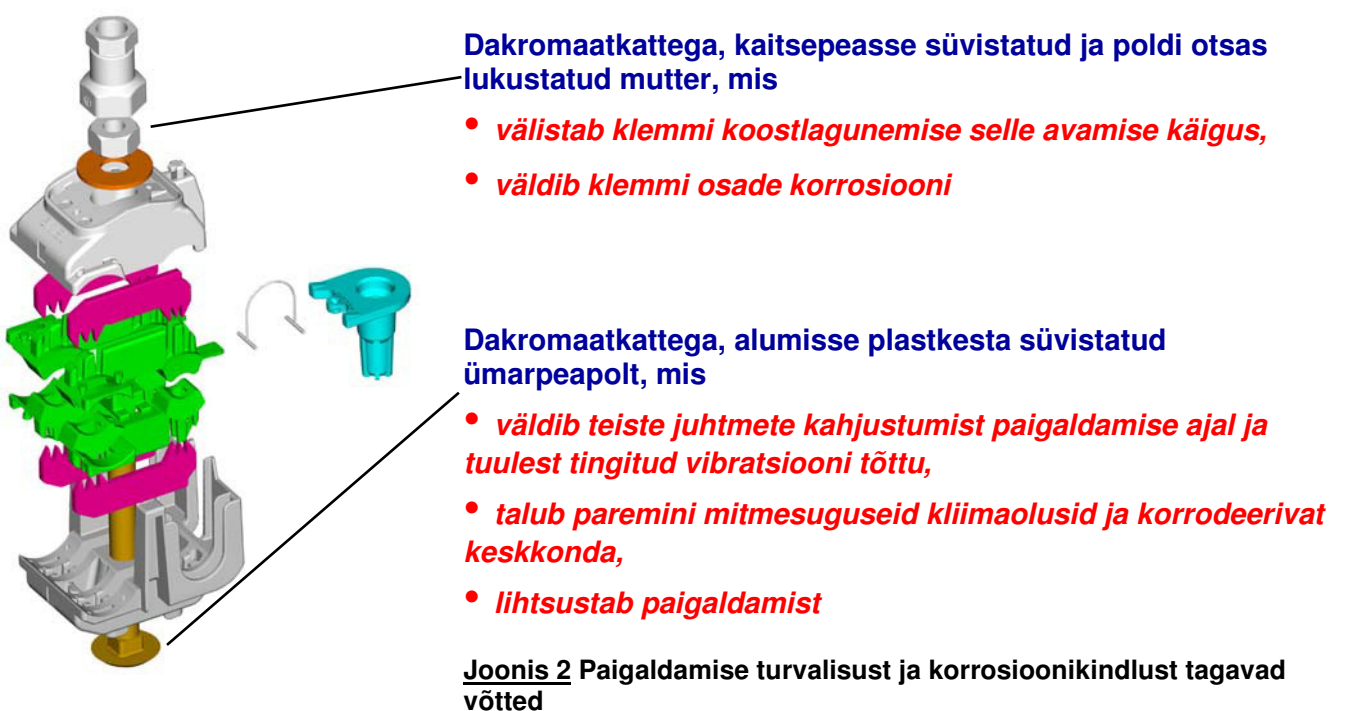 Dakromaatkattega, kaitsepeasse süvistatud ja poldi otsas
lukustatud mutter, mis
• välistab klemmi koostlagunemise selle avamise käigus,
• väldib klemmi osade korrosiooni
Dakromaatkattega, alumisse plastkesta süvistatud
ümarpeapolt, mis
• väldib teiste juhtmete kahjustumist paigaldamise ajal ja
tuulest tingitud vibratsiooni tõttu,
• talub paremini mitmesuguseid kliimaolusid ja korrodeerivat
keskkonda,
• lihtsustab paigaldamist
Joonis 2 Paigaldamise turvalisust ja korrosioonikindlust tagavad
võtted